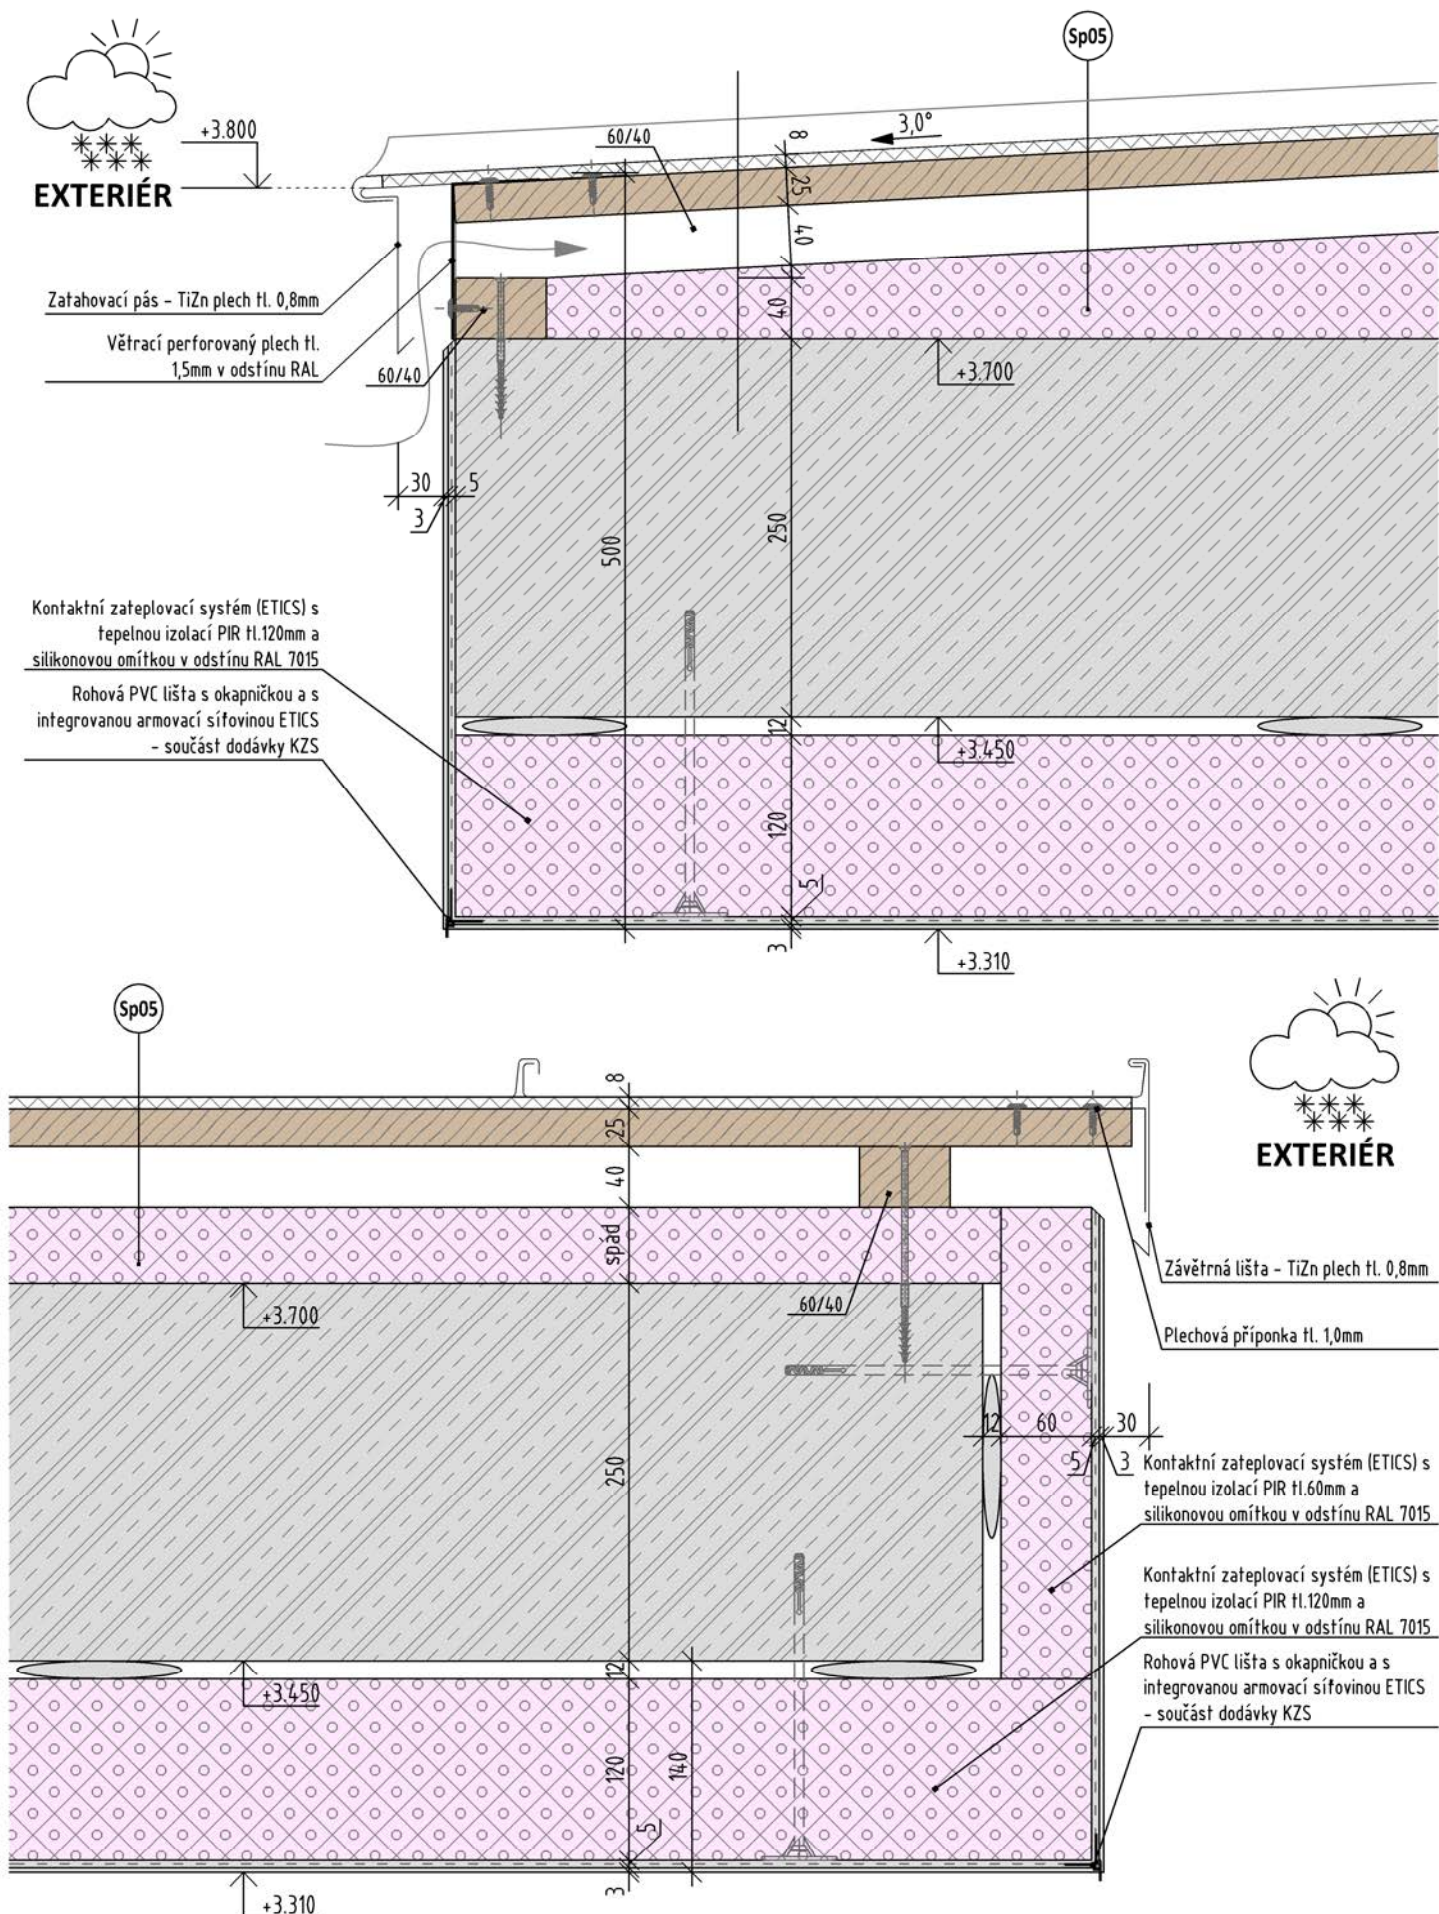 Sp05
+3.800
EXTERIÉR
60/40
3,0°
8
25
40
40
Zatahovací pás - TiZn plech tl. 0,8mm
Větrací perforovaný plech tl.
1,5mm v odstínu RAL
60/40
+3.700
30
5
3
500
250
Kontaktní zateplovací systém (ETICS) s
tepelnou izolací PIR tl.120mm a
silikonovou omítkou v odstínu RAL 7015
Rohová PVC lišta s okapničkou a s
integrovanou armovací síťovinou ETICS
- součást dodávky KZS
12
+3.450
120
5
3
+3.310
Sp05
EXTERIÉR
8
25
40
spád
60/40
+3.700
Závětrná lišta - TiZn plech tl. 0,8mm
Plechová příponka tl. 1,0mm
12
60
30
5
3
250
Kontaktní zateplovací systém (ETICS) s
tepelnou izolací PIR tl.60mm a
silikonovou omítkou v odstínu RAL 7015
Kontaktní zateplovací systém (ETICS) s
tepelnou izolací PIR tl.120mm a
silikonovou omítkou v odstínu RAL 7015
Rohová PVC lišta s okapničkou a s
integrovanou armovací síťovinou ETICS
- součást dodávky KZS
12
+3.450
120
140
5
3
+3.310